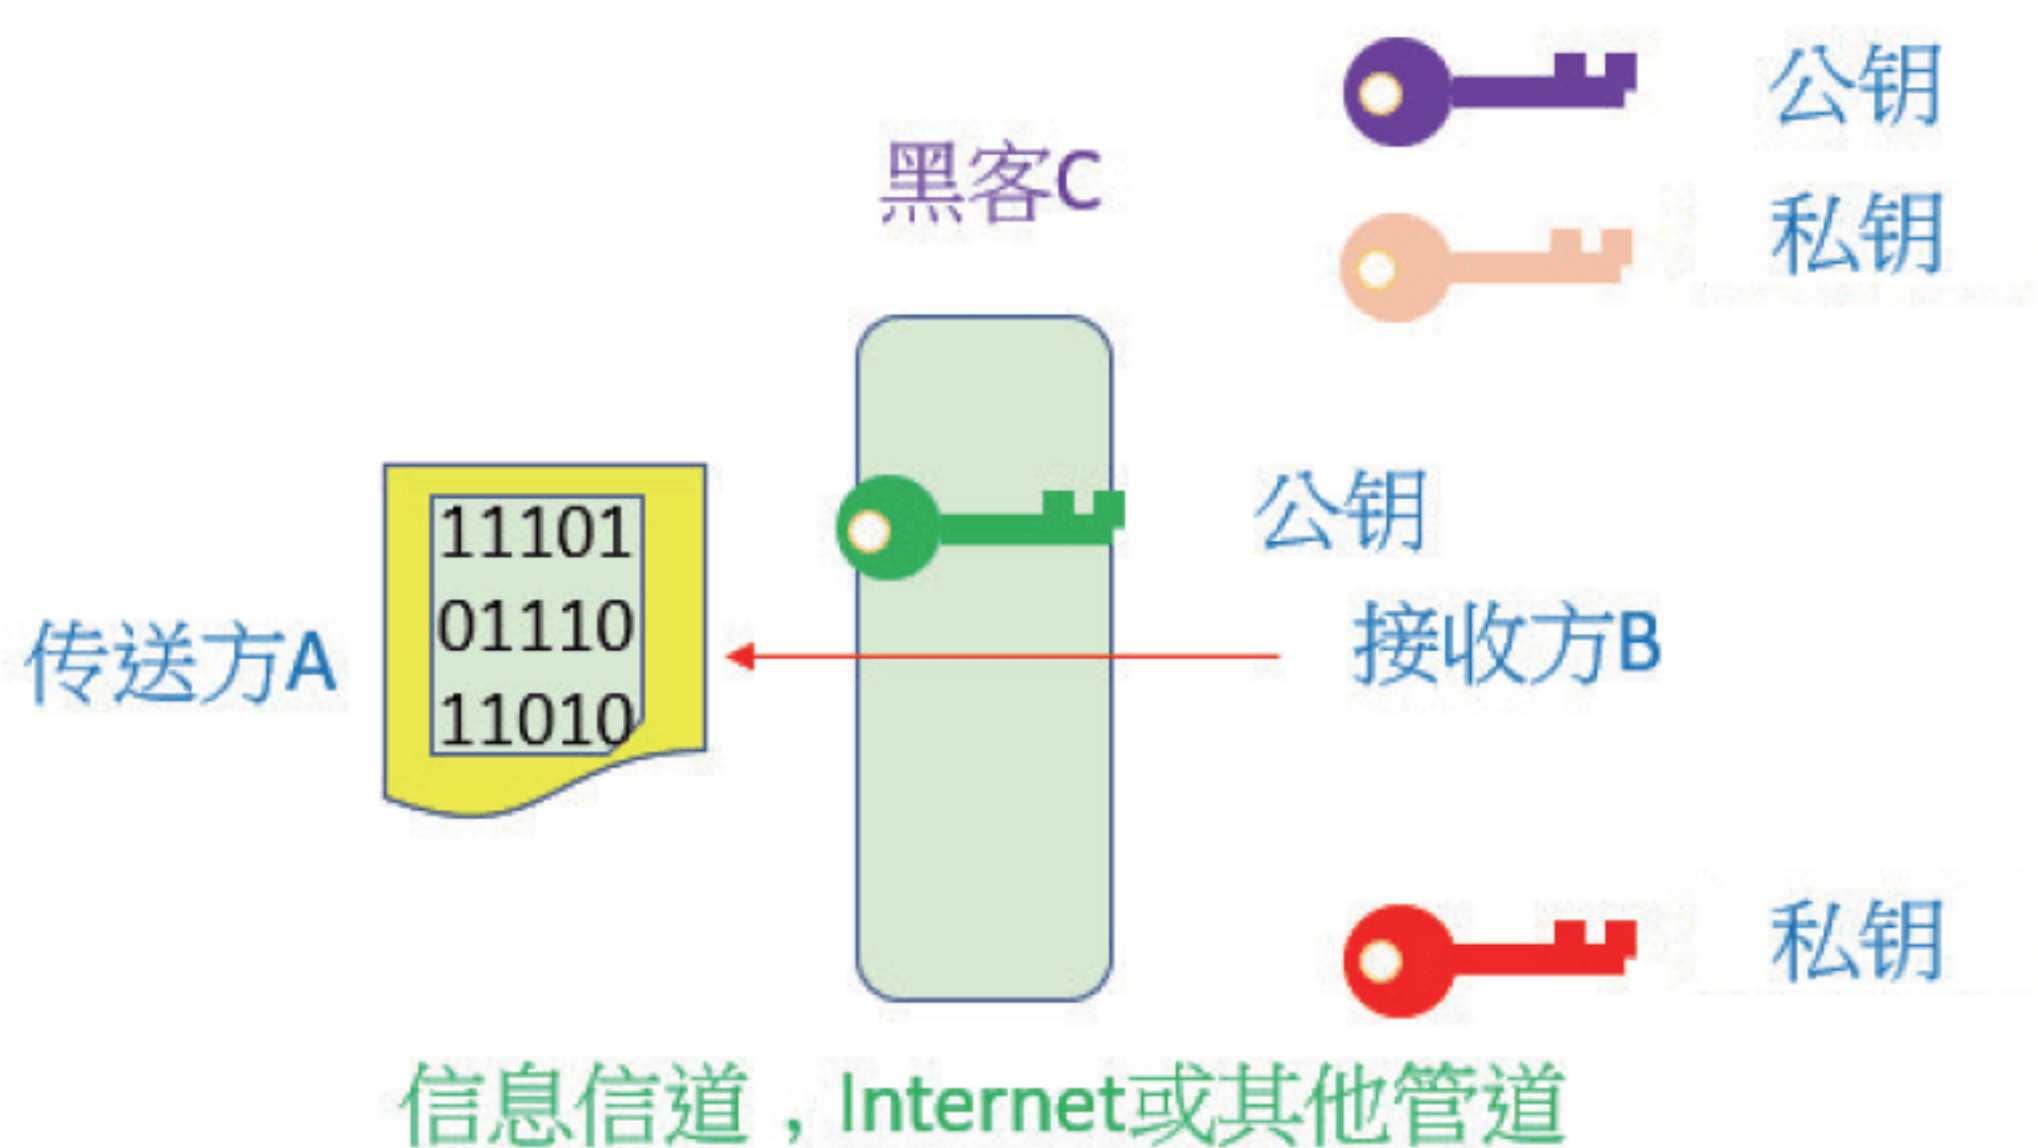 公钥
黑客C
私钥
公钥
11101
01110
11010
传送方A
接收方B
私钥
信息信道，Internet或其他管道